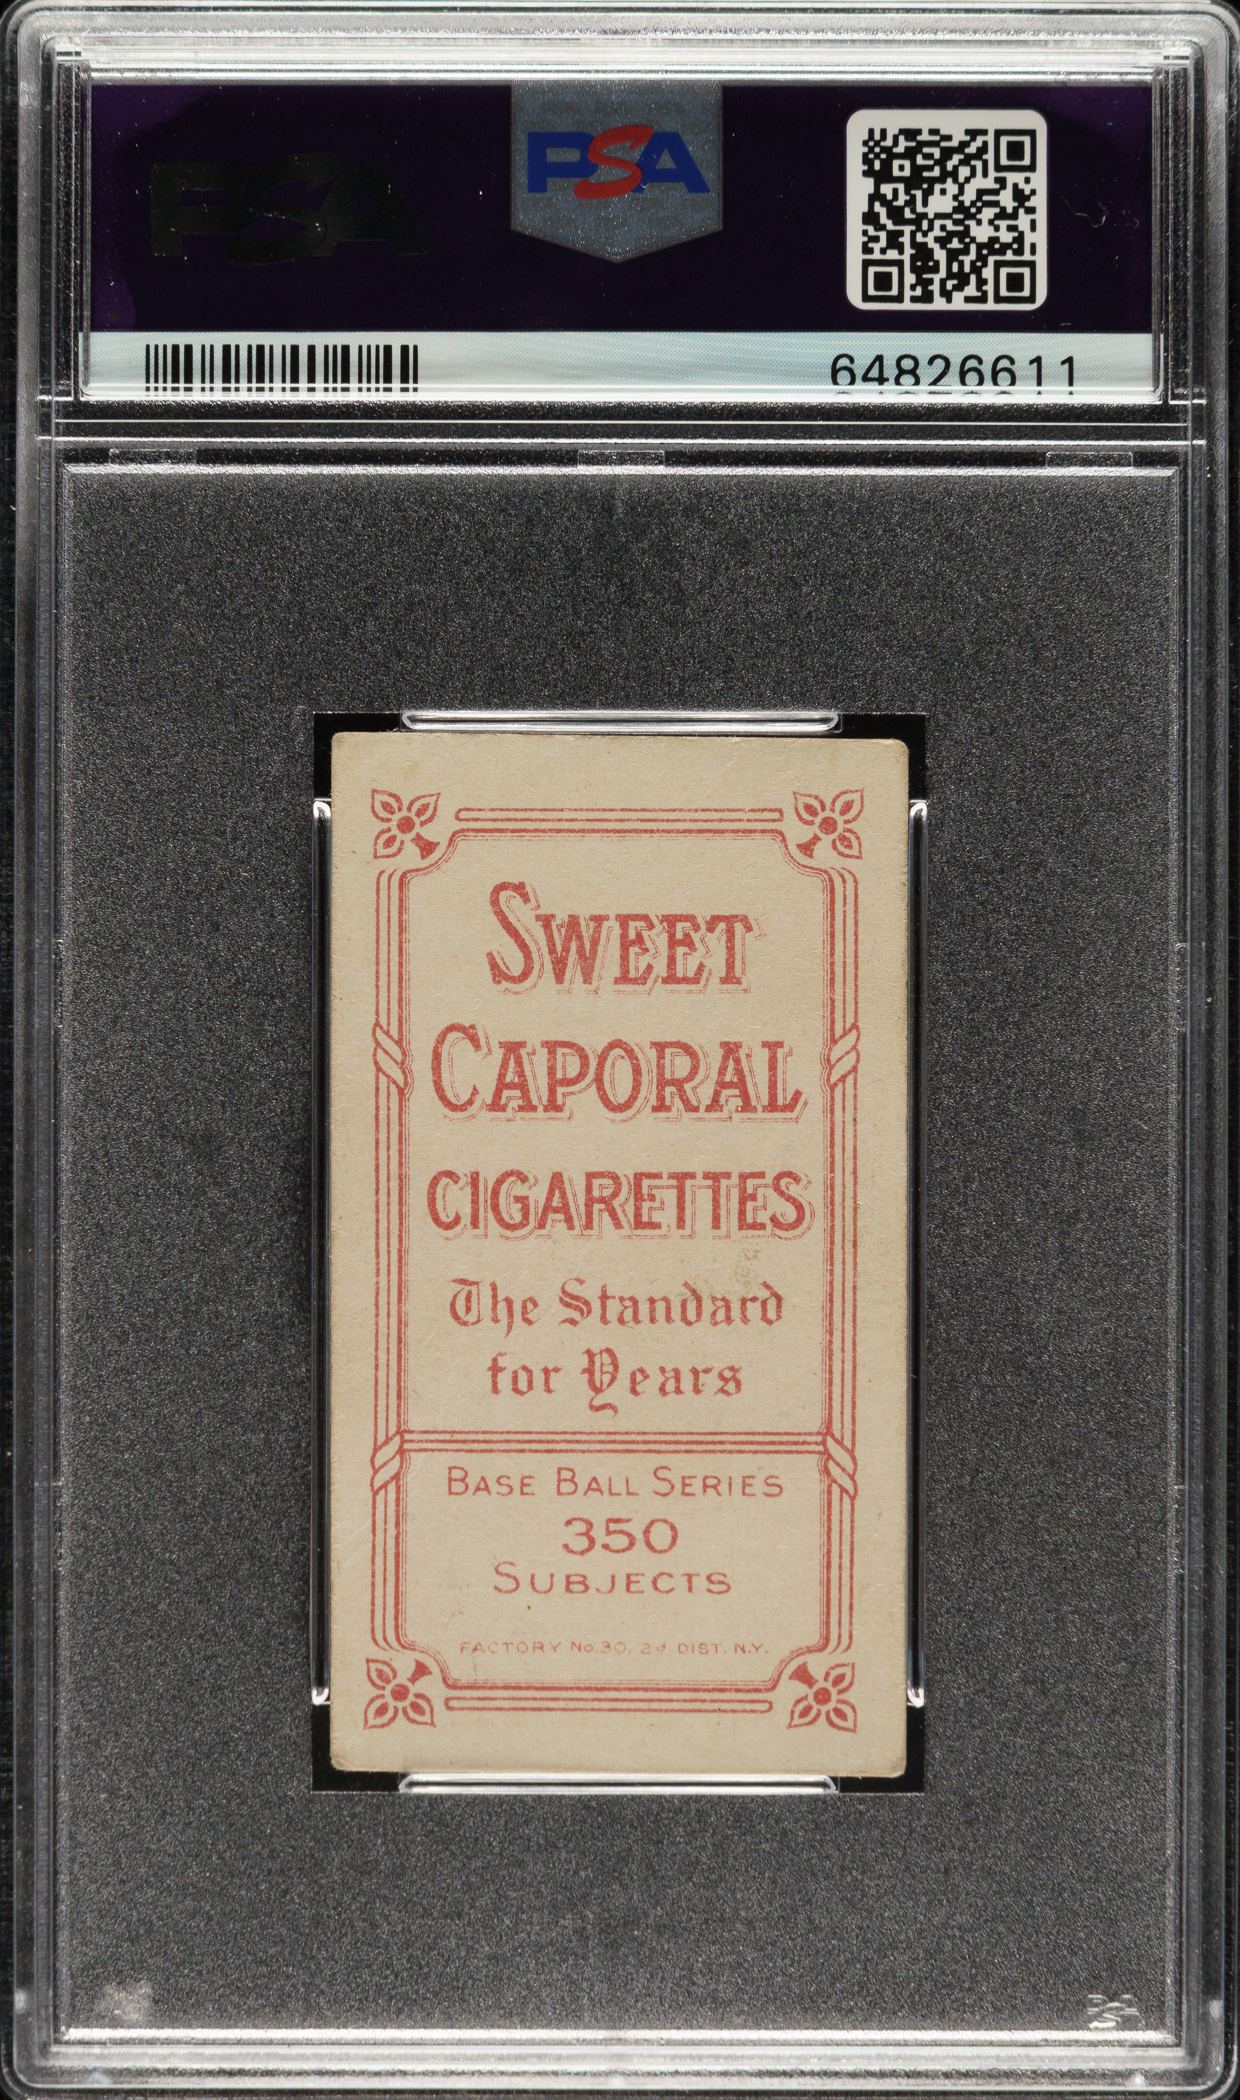 PSA
PSA
64826611
SWEET
CAPORAL
CIGARETTES
The Standard
for Years
BASE BALL SERIES
350
SUBJECTS
FACTORY No. 30, 2d DIST. N.Y.
PSA